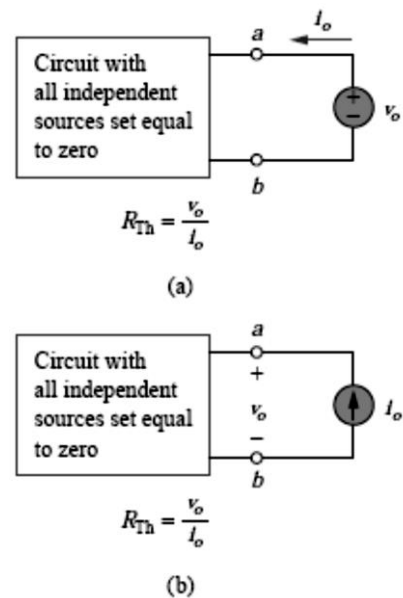 i_o
a
Circuit with
all independent
sources set equal
to zero
+
−
v_o
b
R_Th = v_o / i_o
(a)
a
Circuit with
all independent
sources set equal
to zero
+
v_o
−
i_o
b
R_Th = v_o / i_o
(b)